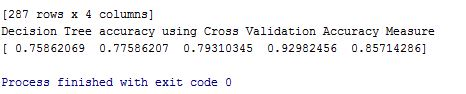 [287 rows x 4 columns]
Decision Tree accuracy using Cross Validation Accuracy Measure
[ 0.75862069  0.77586207  0.79310345  0.92982456  0.85714286]
Process finished with exit code 0